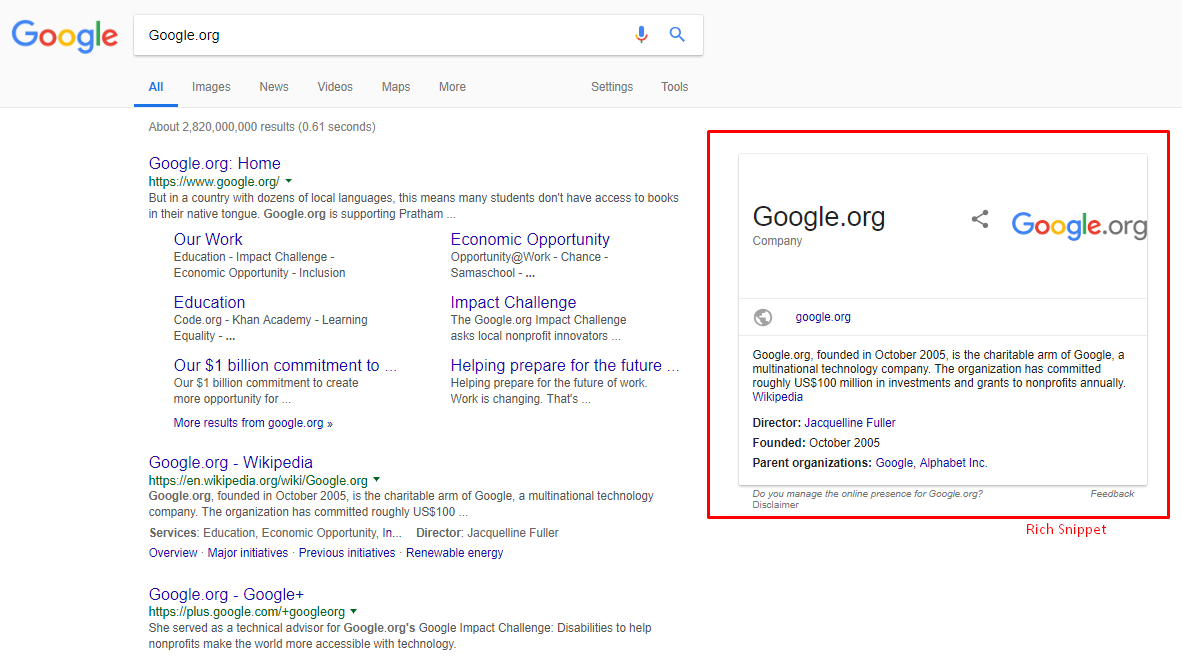 Google
Google.org
All Images News Videos Maps More Settings Tools
About 2,820,000,000 results (0.61 seconds)
Google.org: Home
https://www.google.org/
But in a country with dozens of local languages, this means many students don't have access to books
in their native tongue. Google.org is supporting Pratham ...
Our Work
Education - Impact Challenge -
Economic Opportunity - Inclusion
Economic Opportunity
Opportunity@Work - Chance -
Samaschool - ...
Education
Code.org - Khan Academy - Learning
Equality - ...
Impact Challenge
The Google.org Impact Challenge
asks local nonprofit innovators ...
Our $1 billion commitment to ...
Our $1 billion commitment to create
more opportunity for ...
Helping prepare for the future ...
Helping prepare for the future of work.
Work is changing. That's ...
More results from google.org »
Google.org - Wikipedia
https://en.wikipedia.org/wiki/Google.org
Google.org, founded in October 2005, is the charitable arm of Google, a multinational technology
company. The organization has committed roughly US$100 ...
Services: Education, Economic Opportunity, In... Director: Jacquelline Fuller
Overview · Major initiatives · Previous initiatives · Renewable energy
Google.org - Google+
https://plus.google.com/+googleorg
She served as a technical advisor for Google.org's Google Impact Challenge: Disabilities to help
nonprofits make the world more accessible with technology.
Google.org
Company
Google.org
google.org
Google.org, founded in October 2005, is the charitable arm of Google, a
multinational technology company. The organization has committed
roughly US$100 million in investments and grants to nonprofits annually.
Wikipedia
Director: Jacquelline Fuller
Founded: October 2005
Parent organizations: Google, Alphabet Inc.
Do you manage the online presence for Google.org? Feedback
Disclaimer
Rich Snippet